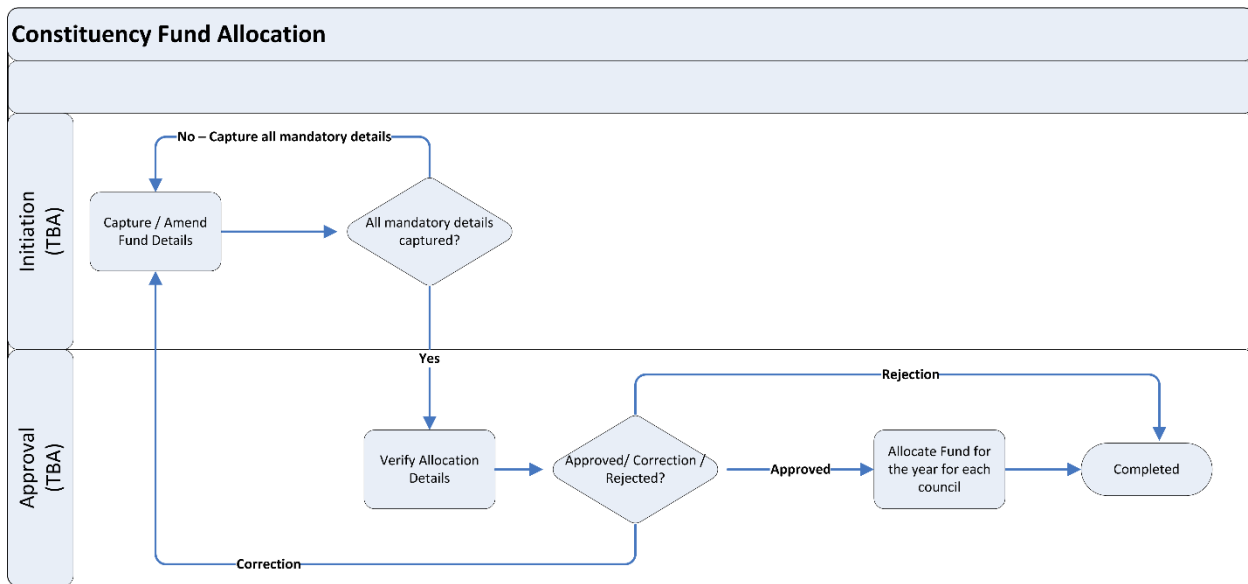 Constituency Fund Allocation
Initiation
(TBA)
No – Capture all mandatory details
Capture / Amend
Fund Details
All mandatory details
captured?
Yes
Approval
(TBA)
Rejection
Verify Allocation
Details
Approved/ Correction /
Rejected?
Approved
Allocate Fund for
the year for each
council
Completed
Correction